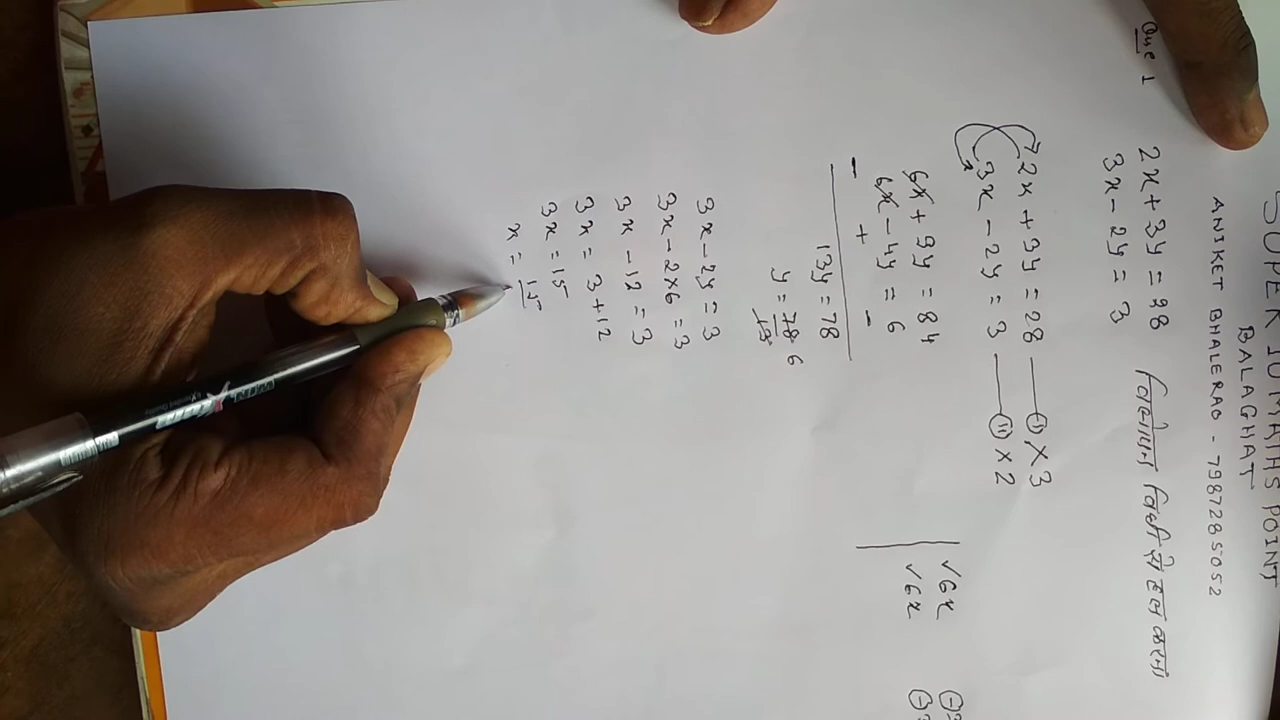 SUPER 10 MATHS POINT
BALAGHAT
ANIKET BHALERAO - 7987285052
Que 1
2x + 3y = 28 विलोपन विधी से हल करना
3x - 2y = 3
2x + 3y = 28 — (I) × 3
3x - 2y = 3 — (II) × 2
6x + 9y = 84 ✓6x
6x - 4y = 6 ✓6x
- + -
13y = 78
y = 78 6
13
3x - 2y = 3
3x - 2×6 = 3
3x - 12 = 3
3x = 3 + 12
3x = 15
x = 15